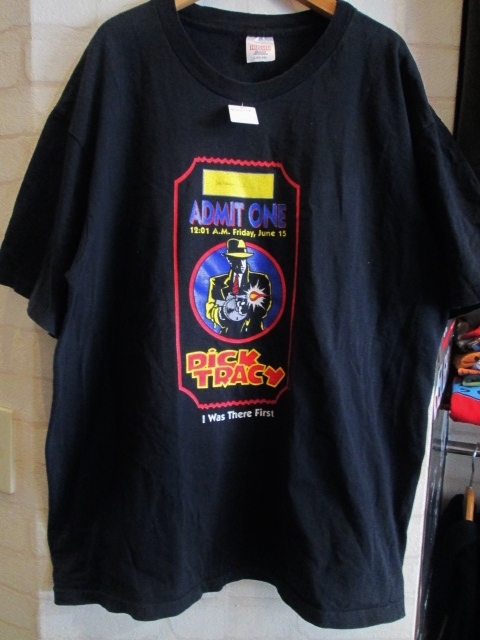 ADMIT ONE
12:01 A.M. Friday, June 15
DICK
TRACY
I Was There First